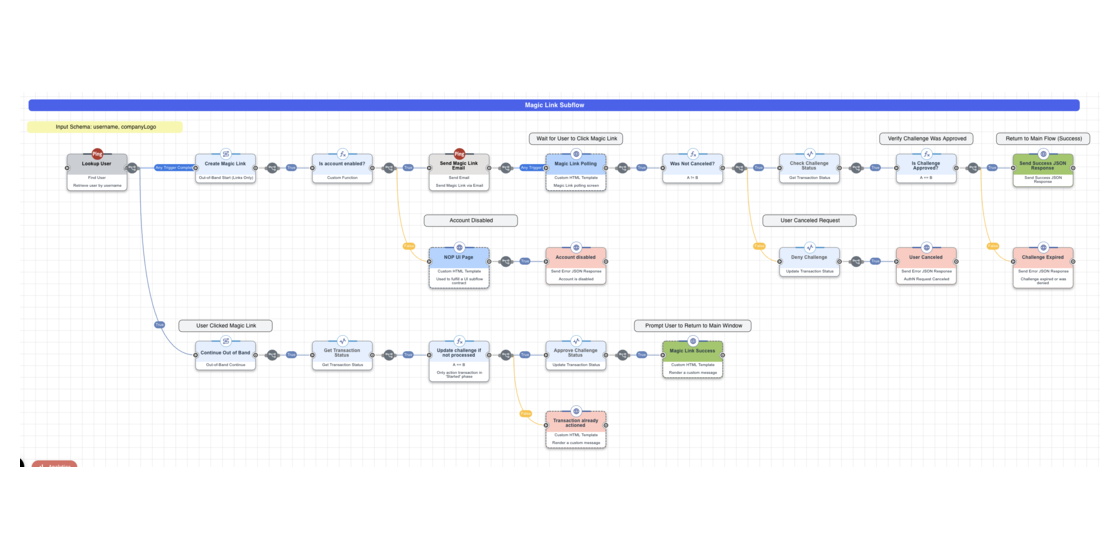 Magic Link Subflow
Input Schema: username, companyLogo
Wait for User to Click Magic Link
Verify Challenge Was Approved
Return to Main Flow (Success)
Lookup User
Find User
Retrieve user by username
Any Trigger Complete
Create Magic Link
Out-of-Band Start (Links Only)
True
Is account enabled?
Custom Function
True
Send Magic Link
Email
Send Email
Send Magic Link via Email
Any Trigger
Magic Link Polling
Custom HTML Template
Magic Link polling screen
True
Was Not Canceled?
A != B
True
Check Challenge
Status
Get Transaction Status
True
Is Challenge
Approved?
A == B
True
Send Success JSON
Response
Send Success JSON
Response
Account Disabled
User Canceled Request
False
NOP UI Page
Custom HTML Template
Used to fulfill a UI subflow
contract
True
Account disabled
Send Error JSON Response
Account is disabled
False
Deny Challenge
Update Transaction Status
True
User Canceled
Send Error JSON Response
AuthN Request Canceled
False
Challenge Expired
Send Error JSON Response
Challenge expired or was
denied
User Clicked Magic Link
Prompt User to Return to Main Window
True
Continue Out of Band
Out-of-Band Continue
True
Get Transaction
Status
Get Transaction Status
True
Update challenge if
not processed
A == B
Only action transaction in
'Started' phase
True
Approve Challenge
Status
Update Transaction Status
True
Magic Link Success
Custom HTML Template
Render a custom message
False
Transaction already
actioned
Custom HTML Template
Render a custom message